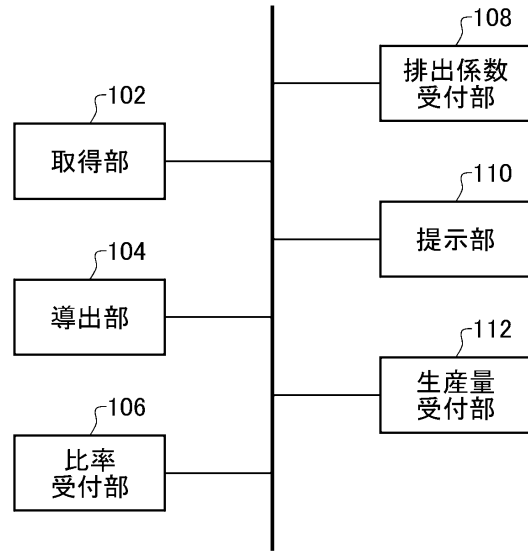 102
取得部
104
導出部
106
比率
受付部
108
排出係数
受付部
110
提示部
112
生産量
受付部